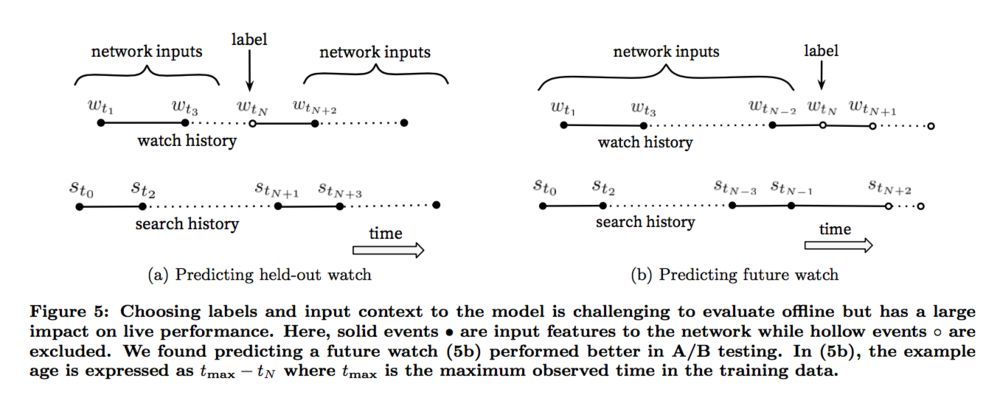 label
network inputs network inputs
w_{t_1} w_{t_3} w_{t_N} w_{t_{N+2}}
watch history
s_{t_0} s_{t_2} s_{t_{N+1}} s_{t_{N+3}}
search history
time
(a) Predicting held-out watch
network inputs label
w_{t_1} w_{t_3} w_{t_{N-2}} w_{t_N} w_{t_{N+1}}
watch history
s_{t_0} s_{t_2} s_{t_{N-3}} s_{t_{N-1}} s_{t_{N+2}}
search history
time
(b) Predicting future watch
Figure 5: Choosing labels and input context to the model is challenging to evaluate offline but has a large
impact on live performance. Here, solid events • are input features to the network while hollow events ◦ are
excluded. We found predicting a future watch (5b) performed better in A/B testing. In (5b), the example
age is expressed as t_{max} − t_N where t_{max} is the maximum observed time in the training data.